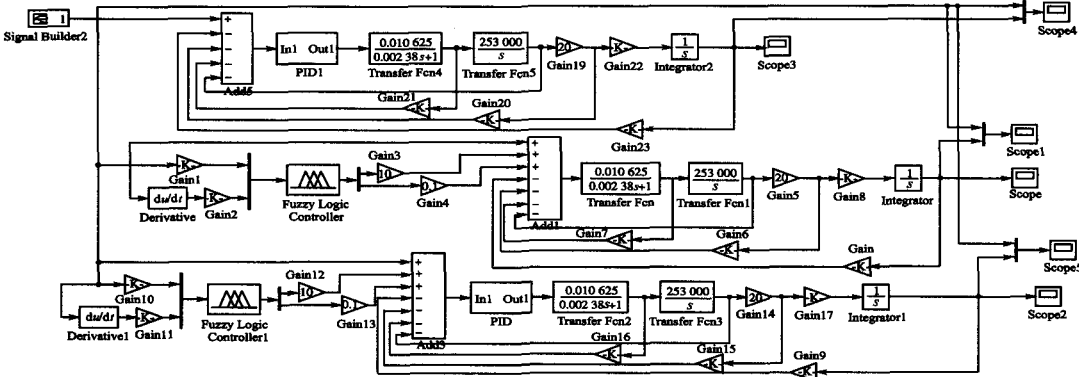 1
Signal Builder2
+
−
−
−
−
Add5
In1 Out1
PID1
0.010 625
0.002 38s+1
Transfer Fcn4
253 000
s
Transfer Fcn5
20
Gain19
-K-
Gain22
1
s
Integrator2
Scope3
Scope4
Gain21
-K-
Gain20
-K-
-K-
Gain23
-K-
Gain1
du/dt
Derivative
-K-
Gain2
Fuzzy Logic
Controller
Gain3
10
0.1
Gain4
+
+
+
−
−
−
−
Add1
0.010 625
0.002 38s+1
Transfer Fcn
253 000
s
Transfer Fcn1
20
Gain5
-K-
Gain8
1
s
Integrator
Scope1
Scope
Gain7
-K-
Gain6
-K-
Gain
-K-
-K-
Gain10
du/dt
Derivative1
-K-
Gain11
Fuzzy Logic
Controller1
Gain12
10
0.1
Gain13
+
+
+
−
−
−
−
Add3
In1 Out1
PID
0.010 625
0.002 38s+1
Transfer Fcn2
253 000
s
Transfer Fcn3
20
Gain14
-K-
Gain17
1
s
Integrator1
Scope5
Scope2
Gain16
-K-
Gain15
-K-
Gain9
-K-